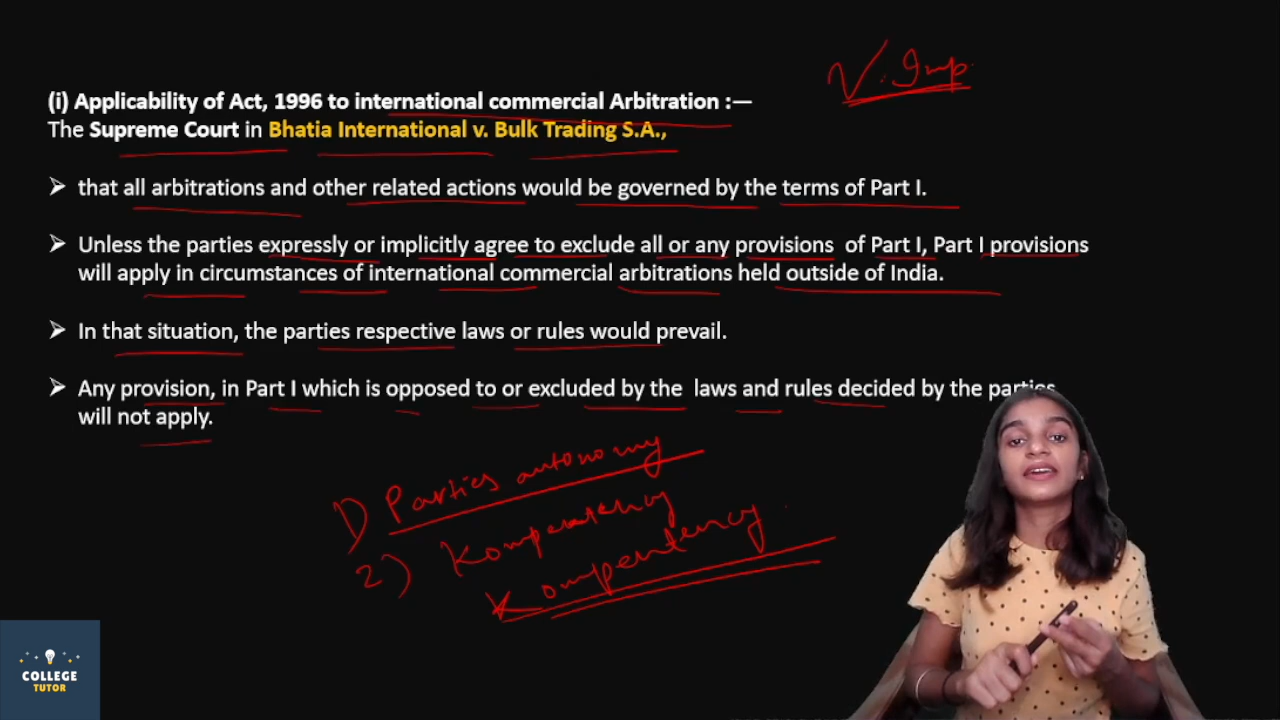 V. Imp.
(i) Applicability of Act, 1996 to international commercial Arbitration :—
The Supreme Court in Bhatia International v. Bulk Trading S.A.,
➢ that all arbitrations and other related actions would be governed by the terms of Part I.
➢ Unless the parties expressly or implicitly agree to exclude all or any provisions of Part I, Part I provisions
will apply in circumstances of international commercial arbitrations held outside of India.
➢ In that situation, the parties respective laws or rules would prevail.
➢ Any provision, in Part I which is opposed to or excluded by the laws and rules decided by the parties
will not apply.
1) Parties autonomy
2) Kompetency
Kompentency
COLLEGE
TUTOR